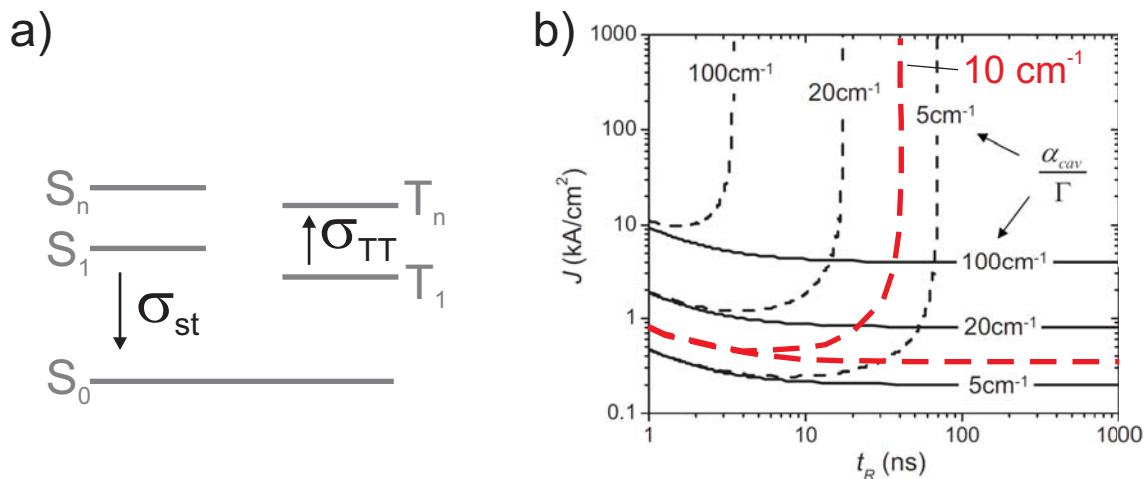 a)
Sₙ
S₁
S₀
σst
σTT
Tₙ
T₁
b)
J (kA/cm²)
1000
100
10
1
0.1
100cm⁻¹
20cm⁻¹
10 cm⁻¹
5cm⁻¹
αcav
Γ
100cm⁻¹
20cm⁻¹
5cm⁻¹
1 10 100 1000
t_R (ns)